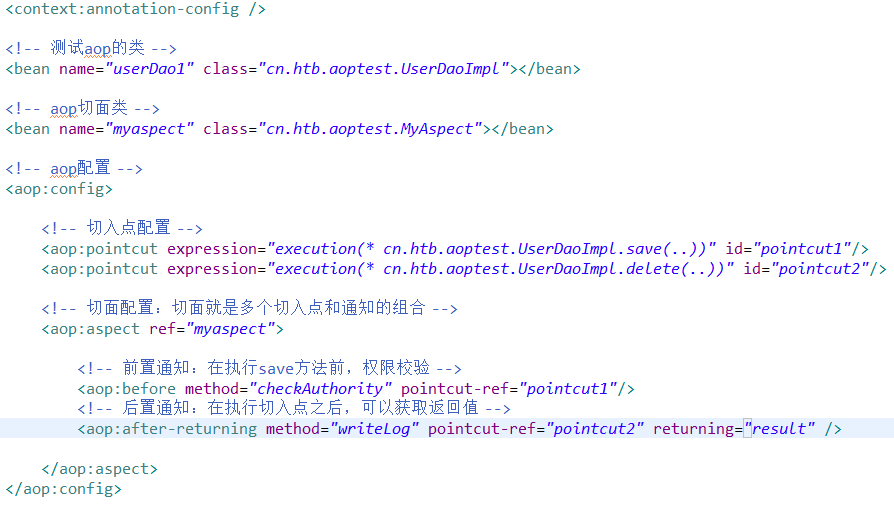 <context:annotation-config />
<!-- 测试aop的类 -->
<bean name="userDao1" class="cn.htb.aoptest.UserDaoImpl"></bean>
<!-- aop切面类 -->
<bean name="myaspect" class="cn.htb.aoptest.MyAspect"></bean>
<!-- aop配置 -->
<aop:config>
<!-- 切入点配置 -->
<aop:pointcut expression="execution(* cn.htb.aoptest.UserDaoImpl.save(..))" id="pointcut1"/>
<aop:pointcut expression="execution(* cn.htb.aoptest.UserDaoImpl.delete(..))" id="pointcut2"/>
<!-- 切面配置：切面就是多个切入点和通知的组合 -->
<aop:aspect ref="myaspect">
<!-- 前置通知：在执行save方法前，权限校验 -->
<aop:before method="checkAuthority" pointcut-ref="pointcut1"/>
<!-- 后置通知：在执行切入点之后，可以获取返回值 -->
<aop:after-returning method="writeLog" pointcut-ref="pointcut2" returning="result" />
</aop:aspect>
</aop:config>